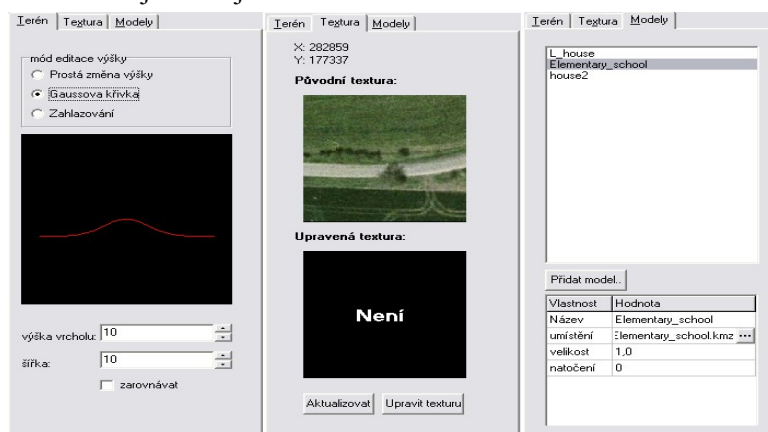 Terén Textura Modely
mód editace výšky
Prostá změna výšky
Gaussova křivka
Zahlazování
výška vrcholu: 10
šířka: 10
zarovnávat
Terén Textura Modely
X: 282859
Y: 177337
Původní textura:
Upravená textura:
Není
Aktualizovat Upravit texturu
Terén Textura Modely
L_house
Elementary_school
house2
Přidat model..
Vlastnost Hodnota
Název Elementary_school
umístění Elementary_school.kmz ...
velikost 1,0
natočení 0